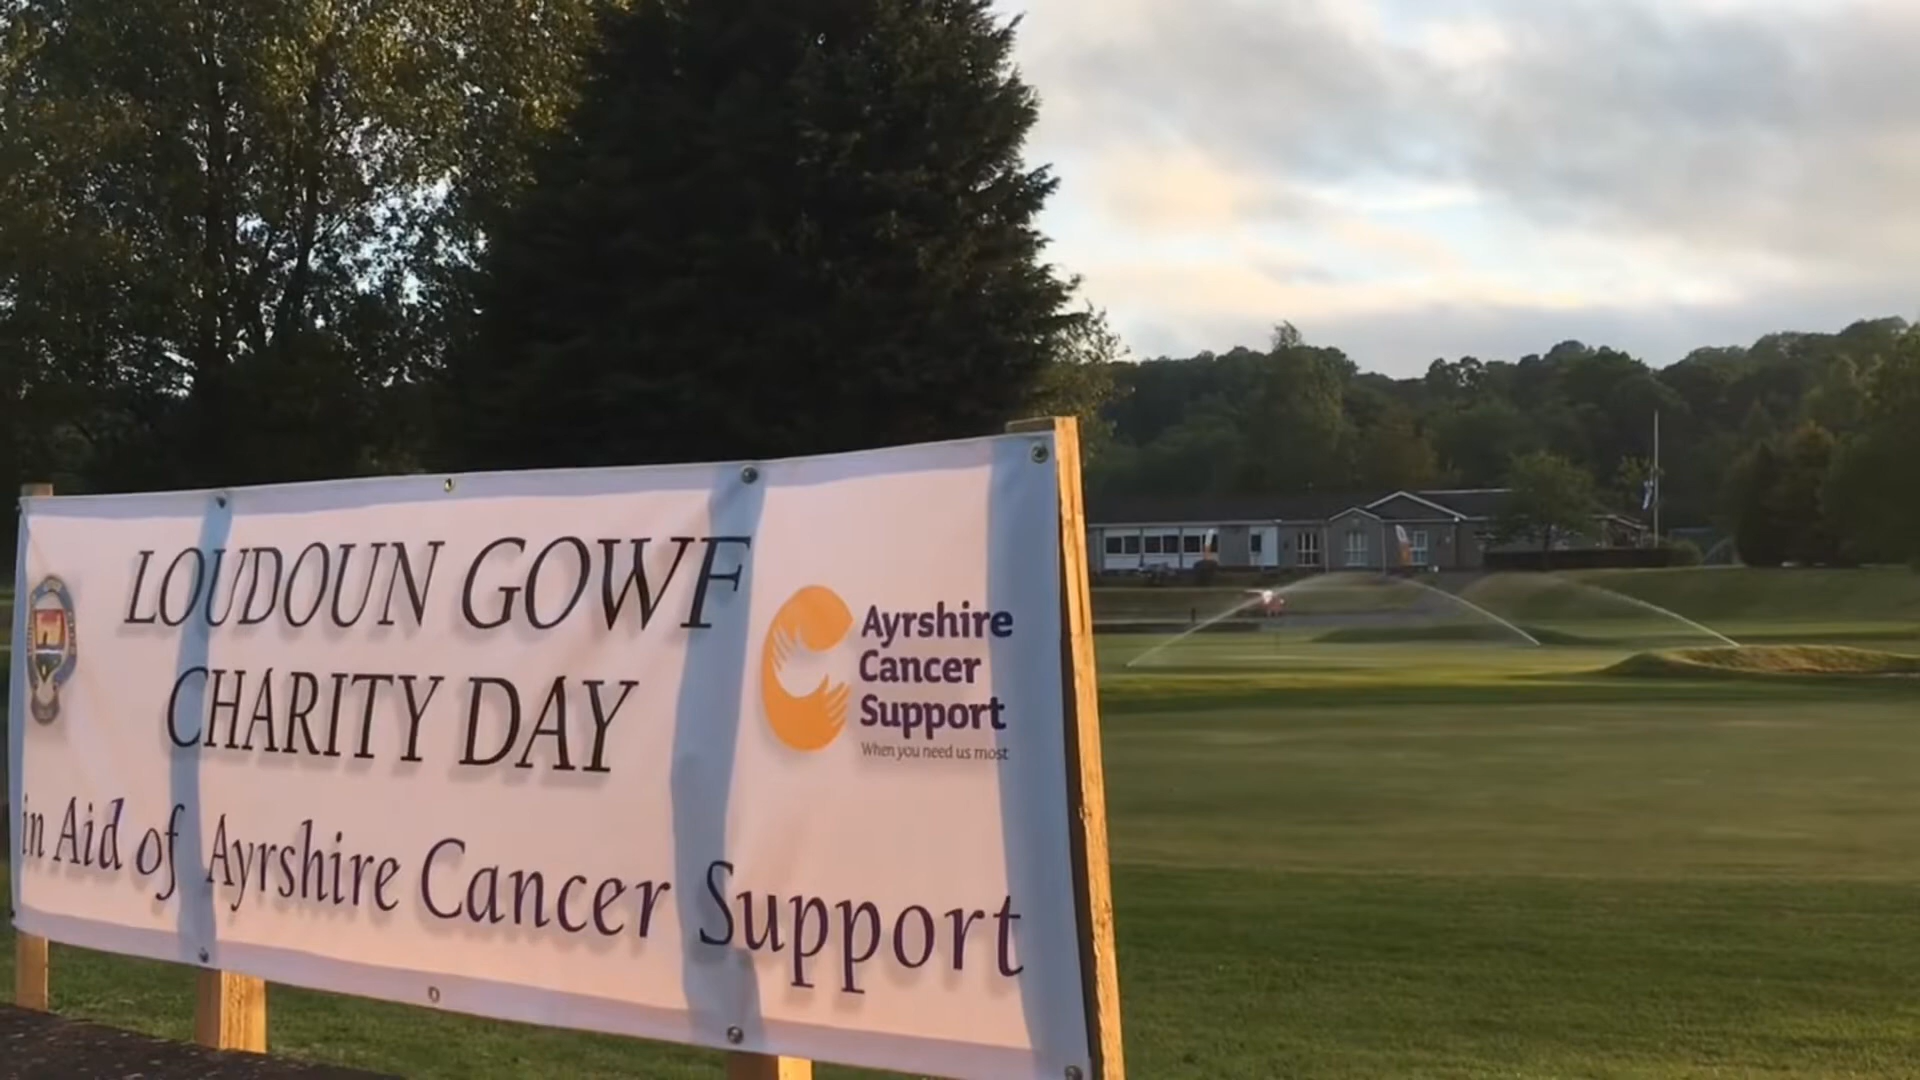 LOUDOUN GOWF
CHARITY DAY
in Aid of Ayrshire Cancer Support
Ayrshire
Cancer
Support
When you need us most